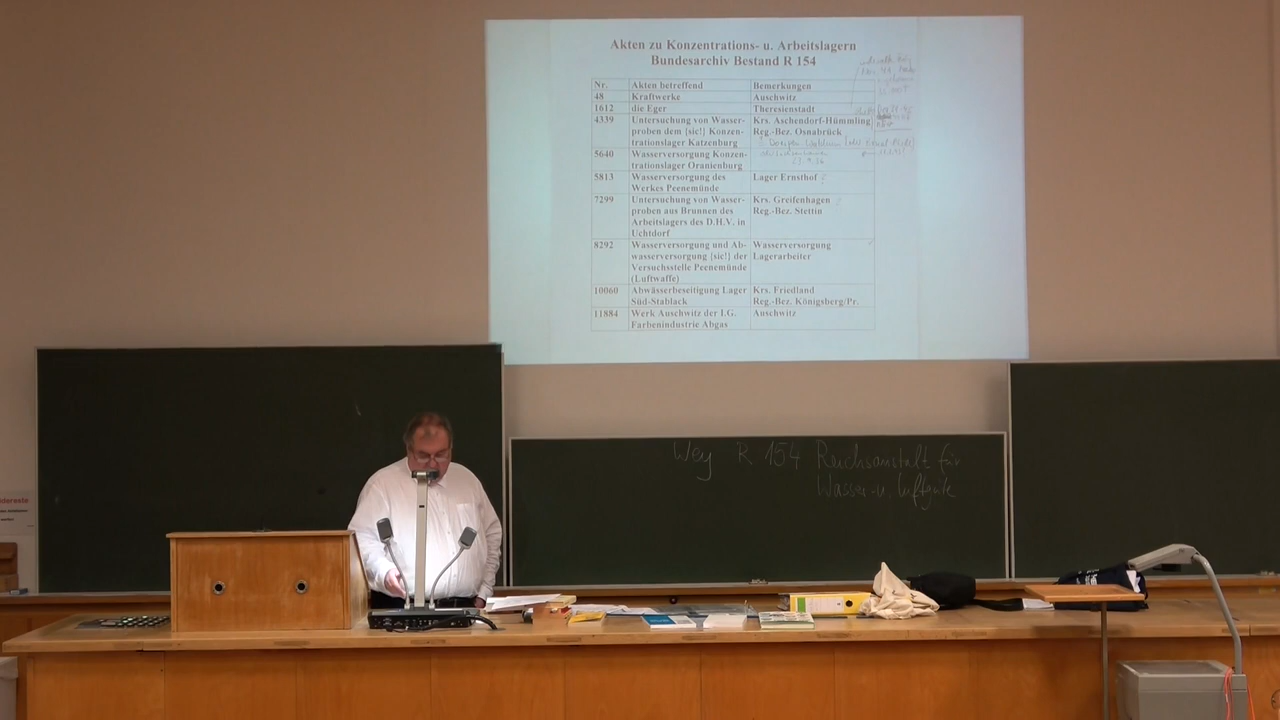 Akten zu Konzentrations- u. Arbeitslagern
Bundesarchiv Bestand R 154
Nr. Akten betreffend Bemerkungen
48 Kraftwerke Auschwitz
1612 die Eger Theresienstadt
4339 Untersuchung von Wasser- Krs. Aschendorf-Hümmling
proben dem {sic!} Konzen- Reg.-Bez. Osnabrück
trationslager Katzenburg
5640 Wasserversorgung Konzen-
trationslager Oranienburg
5813 Wasserversorgung des Lager Ernsthof ?
Werkes Peenemünde
7299 Untersuchung von Wasser- Krs. Greifenhagen
proben aus Brunnen des Reg.-Bez. Stettin
Arbeitslagers des D.H.V. in
Uchtdorf
8292 Wasserversorgung und Ab- Wasserversorgung
wasserversorgung {sic!} der Lagerarbeiter
Versuchsstelle Peenemünde
(Luftwaffe)
10060 Abwässerbeseitigung Lager Krs. Friedland
Süd-Stablack Reg.-Bez. Königsberg/Pr.
11884 Werk Auschwitz der I.G. Auschwitz
Farbenindustrie Abgas
Wey R 154 Reichsanstalt für
Wasser- u. Luftgüte